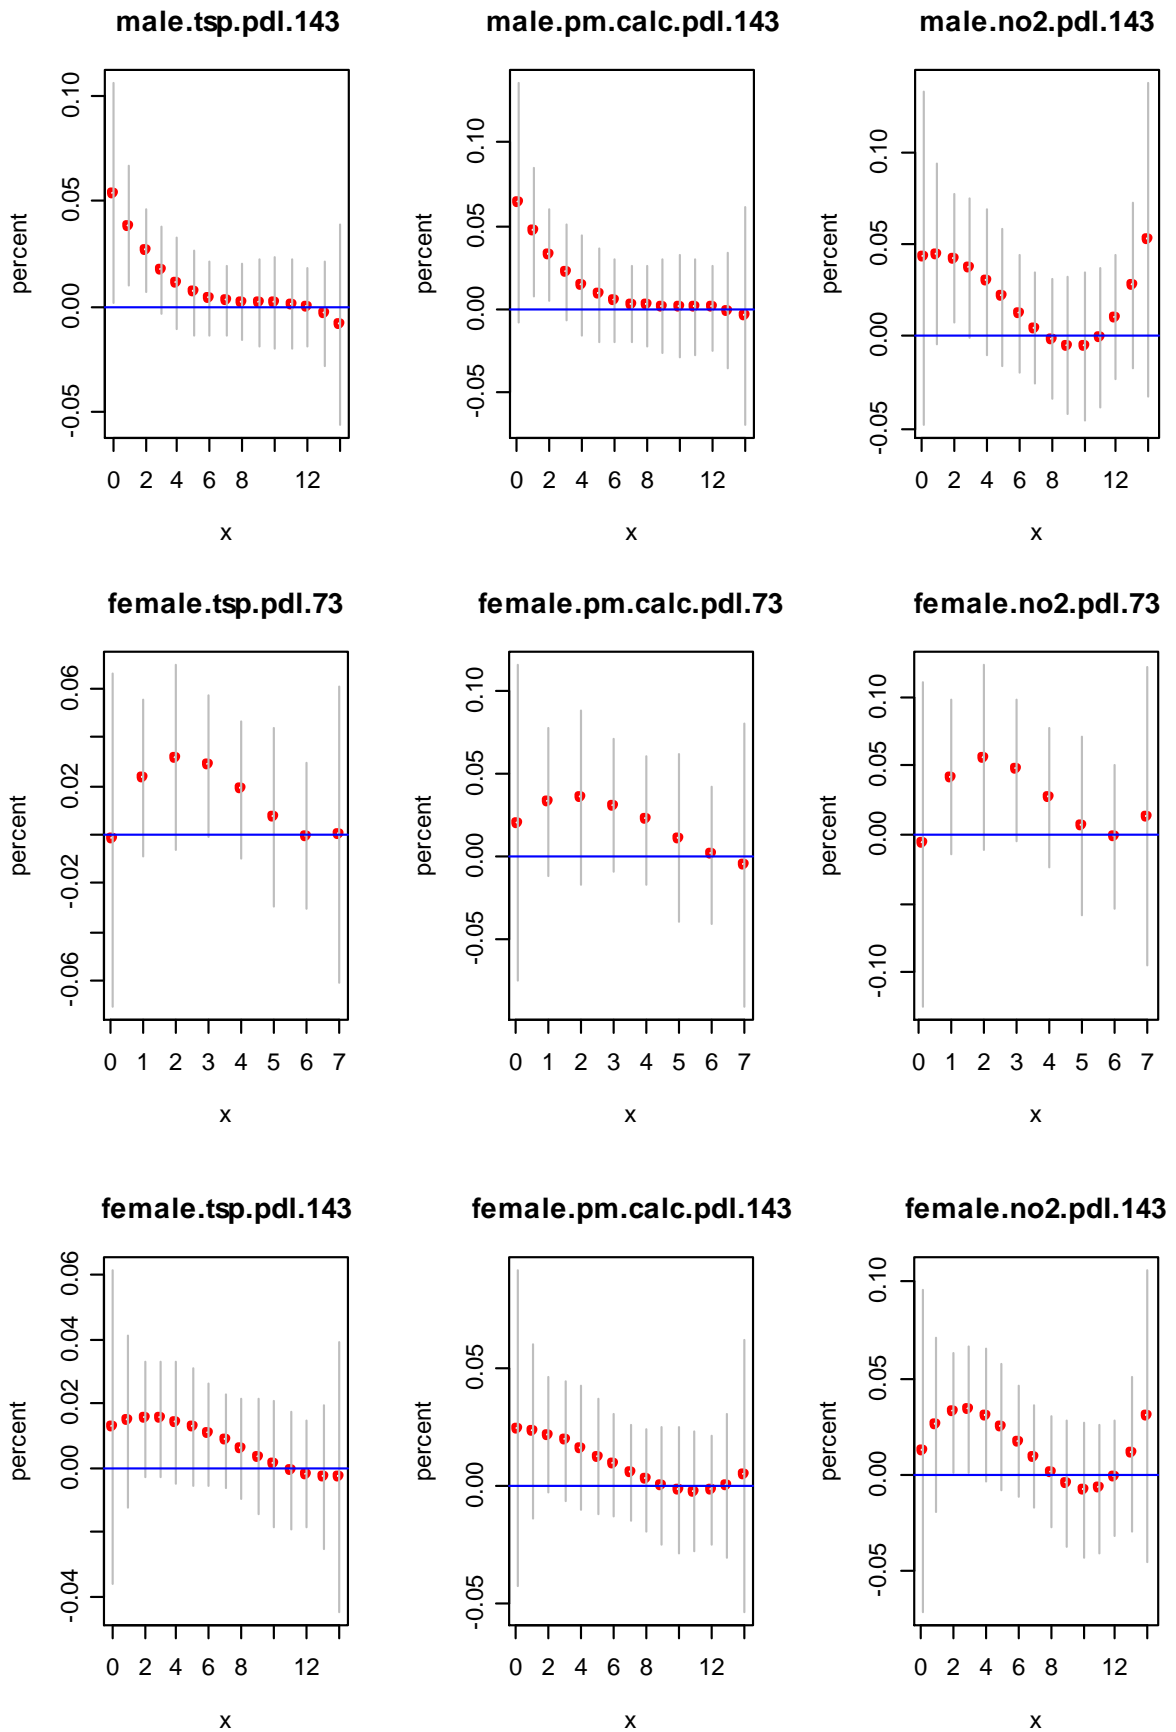 male.tsp.pdl.143 male.pm.calc.pdl.143 male.no2.pdl.143
percent percent percent
0.10 0.05 0.00 -0.05
0.10 0.05 0.00 -0.05
0.10 0.05 0.00 -0.05
0 2 4 6 8 12 0 2 4 6 8 12 0 2 4 6 8 12
x x x
female.tsp.pdl.73 female.pm.calc.pdl.73 female.no2.pdl.73
percent percent percent
0.06 0.02 -0.02 -0.06
0.10 0.05 0.00 -0.05
0.10 0.05 0.00 -0.10
0 1 2 3 4 5 6 7 0 1 2 3 4 5 6 7 0 1 2 3 4 5 6 7
x x x
female.tsp.pdl.143 female.pm.calc.pdl.143 female.no2.pdl.143
percent percent percent
0.06 0.04 0.02 0.00 -0.04
0.05 0.00 -0.05
0.10 0.05 0.00 -0.05
0 2 4 6 8 12 0 2 4 6 8 12 0 2 4 6 8 12
x x x